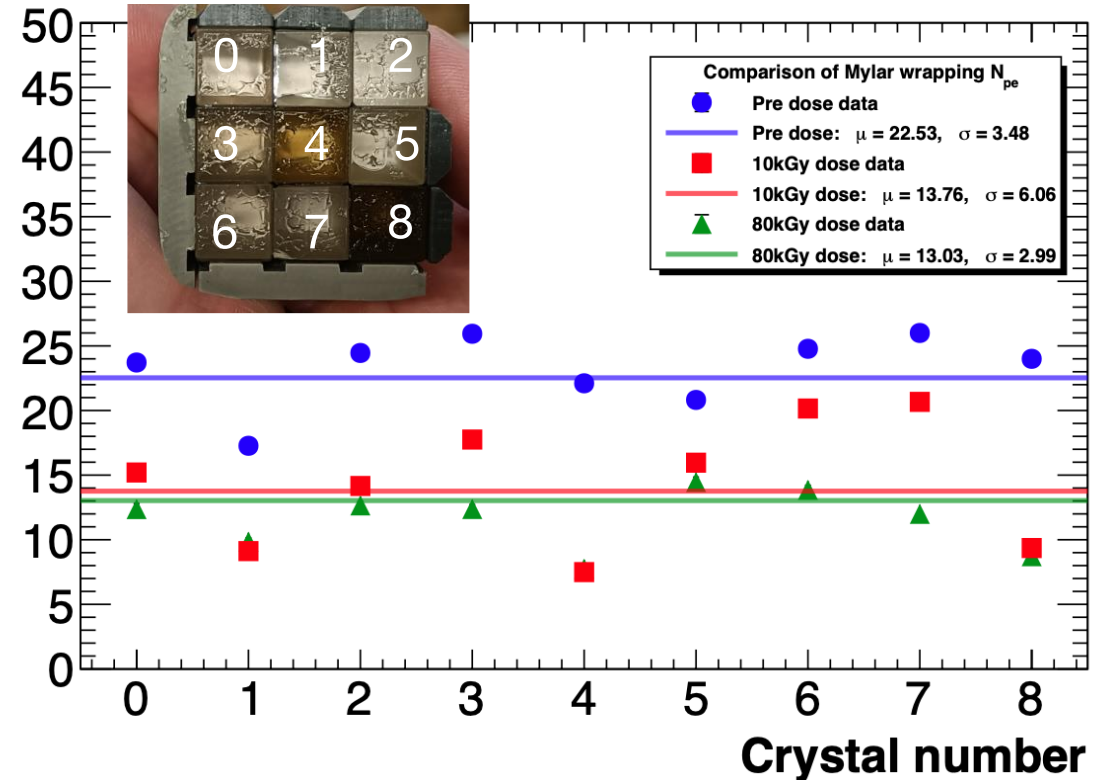 50
45
40
35
30
25
20
15
10
5
0
0 1 2
3 4 5
6 7 8
Comparison of Mylar wrapping Npe
Pre dose data
Pre dose: μ = 22.53, σ = 3.48
10kGy dose data
10kGy dose: μ = 13.76, σ = 6.06
80kGy dose data
80kGy dose: μ = 13.03, σ = 2.99
0 1 2 3 4 5 6 7 8
Crystal number